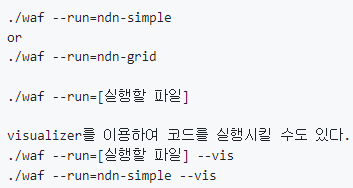 ./waf --run=ndn-simple
or
./waf --run=ndn-grid
./waf --run=[실행할 파일]
visualizer를 이용하여 코드를 실행시킬 수도 있다.
./waf --run=[실행할 파일] --vis
./waf --run=ndn-simple --vis